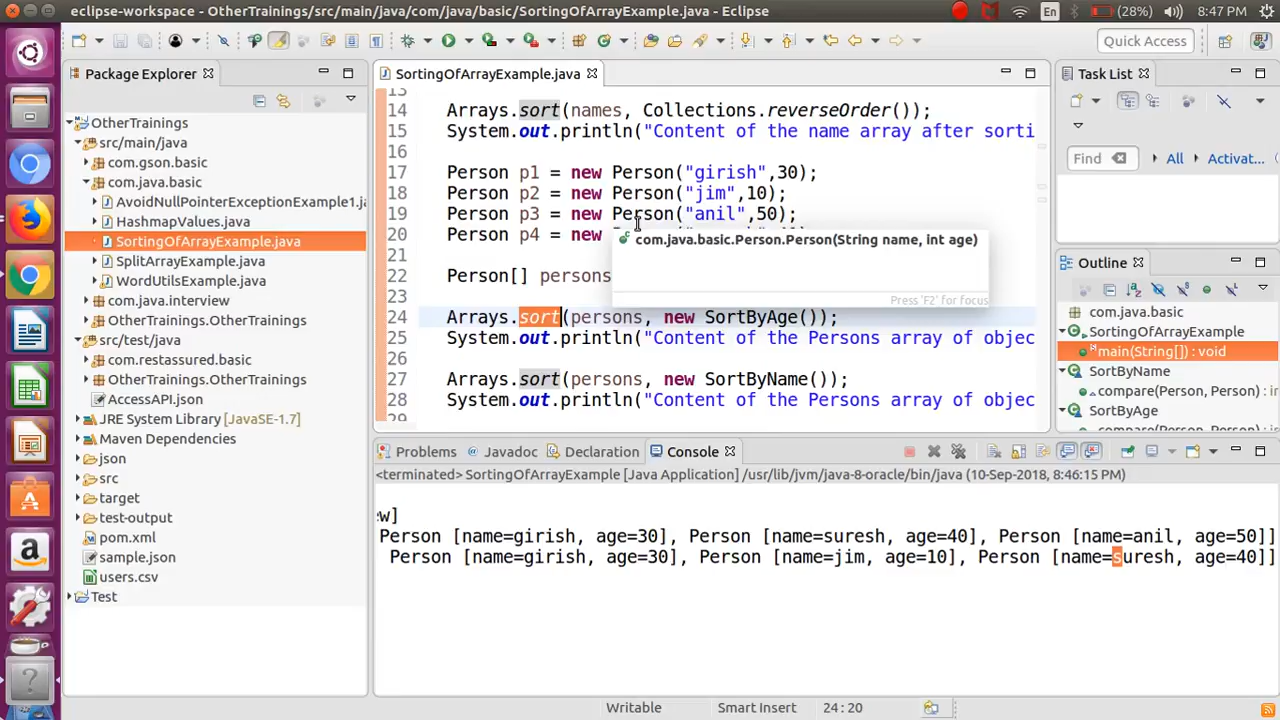 eclipse-workspace - OtherTrainings/src/main/java/com/java/basic/SortingOfArrayExample.java - Eclipse
En
(28%)
8:47 PM
Quick Access
Package Explorer
SortingOfArrayExample.java
Task List
OtherTrainings
src/main/java
com.gson.basic
com.java.basic
AvoidNullPointerExceptionExample1.ja
HashmapValues.java
SortingOfArrayExample.java
SplitArrayExample.java
WordUtilsExample.java
com.java.interview
OtherTrainings.OtherTrainings
src/test/java
com.restassured.basic
OtherTrainings.OtherTrainings
AccessAPI.json
JRE System Library [JavaSE-1.7]
Maven Dependencies
json
src
target
test-output
pom.xml
sample.json
users.csv
Test
13
14 Arrays.sort(names, Collections.reverseOrder());
15 System.out.println("Content of the name array after sorti
16
17 Person p1 = new Person("girish",30);
18 Person p2 = new Person("jim",10);
19 Person p3 = new Person("anil",50);
20 Person p4 = new
com.java.basic.Person.Person(String name, int age)
Press 'F2' for focus
21
22 Person[] persons
23
24 Arrays.sort(persons, new SortByAge());
25 System.out.println("Content of the Persons array of objec
26
27 Arrays.sort(persons, new SortByName());
28 System.out.println("Content of the Persons array of objec
29
Find
All
Activat...
Outline
com.java.basic
SortingOfArrayExample
main(String[]) : void
SortByName
compare(Person, Person) : in
SortByAge
compare(Person, Person) : in
Problems
Javadoc
Declaration
Console
<terminated> SortingOfArrayExample [Java Application] /usr/lib/jvm/java-8-oracle/bin/java (10-Sep-2018, 8:46:15 PM)
w]
Person [name=girish, age=30], Person [name=suresh, age=40], Person [name=anil, age=50]]
Person [name=girish, age=30], Person [name=jim, age=10], Person [name=suresh, age=40]]
Writable
Smart Insert
24 : 20